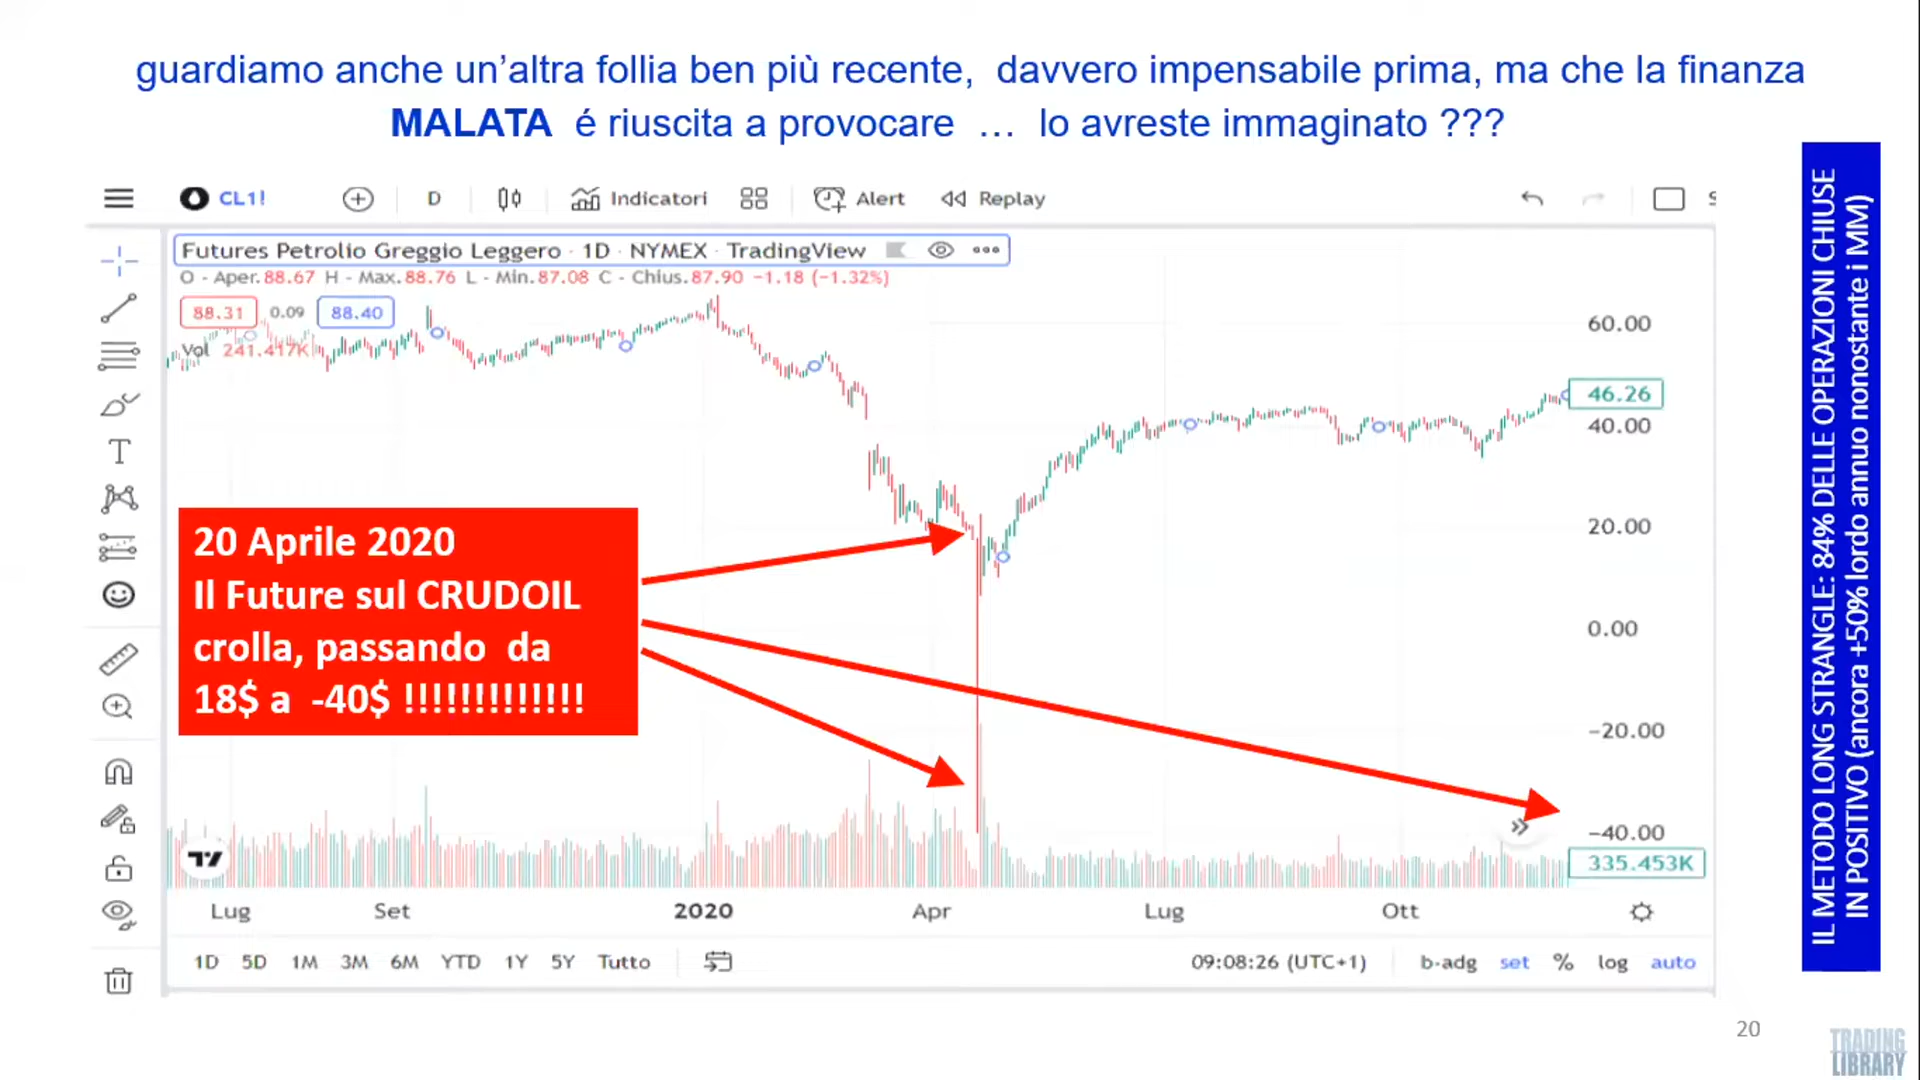 guardiamo anche un’altra follia ben più recente, davvero impensabile prima, ma che la finanza
MALATA é riuscita a provocare … lo avreste immaginato ???
CL1! D Indicatori Alert Replay
Futures Petrolio Greggio Leggero · 1D · NYMEX · TradingView
O - Aper.88.67 H - Max.88.76 L - Min.87.08 C - Chius.87.90 −1.18 (−1.32%)
88.31 0.09 88.40
Vol 241.417K
60.00
46.26
40.00
20.00
0.00
−20.00
−40.00
335.453K
20 Aprile 2020
Il Future sul CRUDOIL
crolla, passando da
18$ a -40$ !!!!!!!!!!!!!
Lug Set 2020 Apr Lug Ott
1D 5D 1M 3M 6M YTD 1Y 5Y Tutto 09:08:26 (UTC+1) b-adg set % log auto
IL METODO LONG STRANGLE: 84% DELLE OPERAZIONI CHIUSE
IN POSITIVO (ancora +50% lordo annuo nonostante i MM)
20
TRADING
LIBRARY